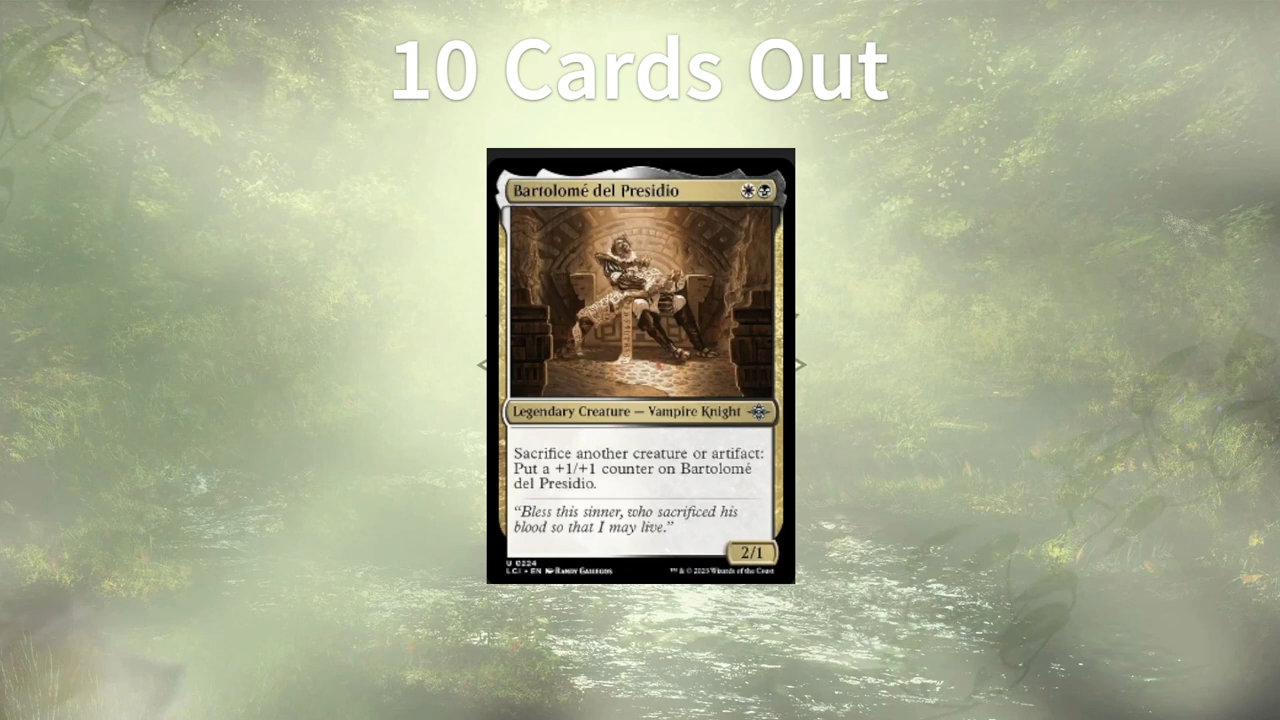 10 Cards Out
Bartolomé del Presidio
Legendary Creature — Vampire Knight
Sacrifice another creature or artifact:
Put a +1/+1 counter on Bartolomé
del Presidio.
“Bless this sinner, who sacrificed his
blood so that I may live.”
2/1
U 0224
LCI • EN Randy Gallegos
™ & © 2023 Wizards of the Coast